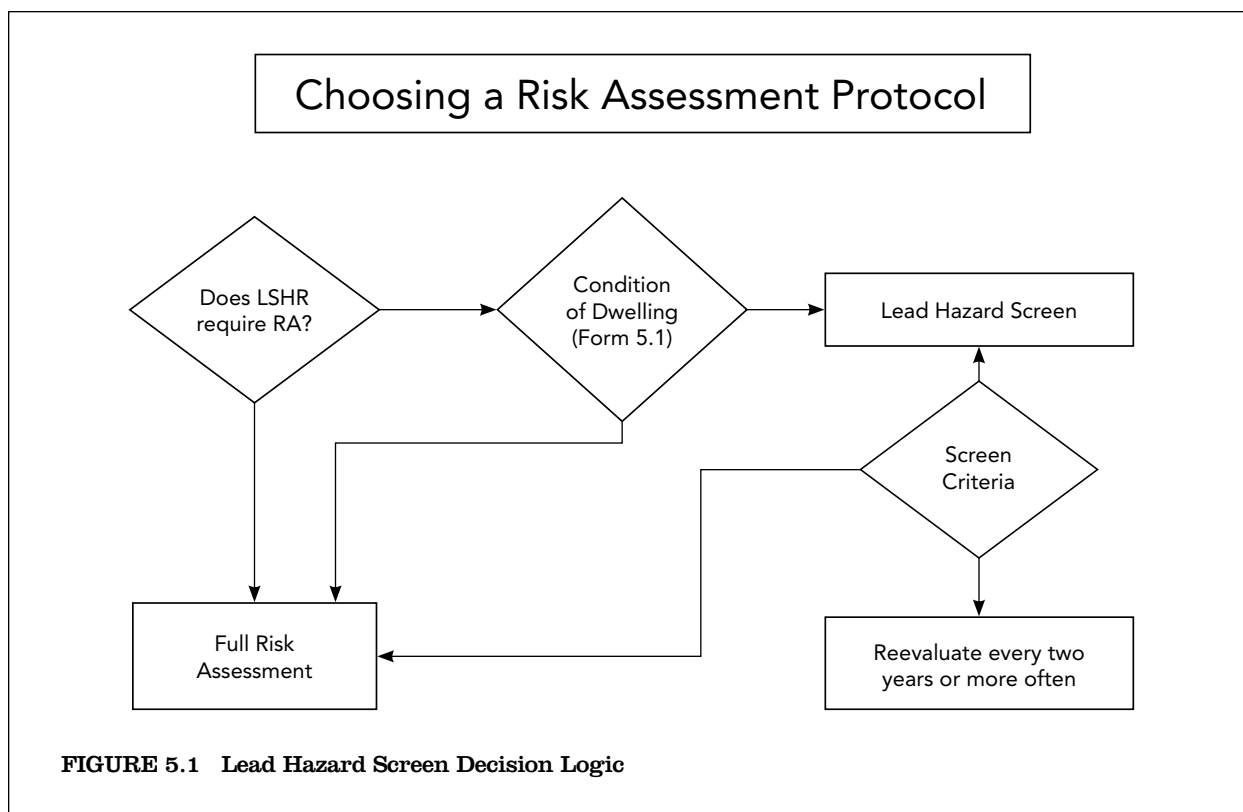 Choosing a Risk Assessment Protocol
Does LSHR
require RA?
Condition
of Dwelling
(Form 5.1)
Lead Hazard Screen
Screen
Criteria
Full Risk
Assessment
Reevaluate every two
years or more often
FIGURE 5.1 Lead Hazard Screen Decision Logic